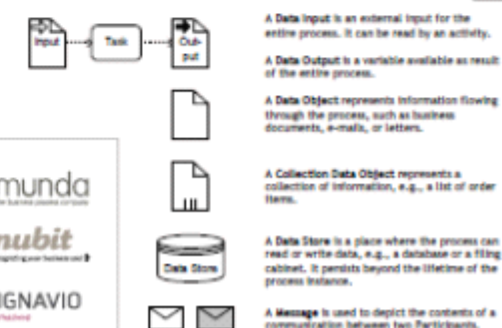 Input
Task
Out-
put
A Data Input is an external input for the
entire process. It can be read by an activity.
A Data Output is a variable available as result
of the entire process.
A Data Object represents information flowing
through the process, such as business
documents, e-mails, or letters.
A Collection Data Object represents a
collection of information, e.g., a list of order
items.
Data Store
A Data Store is a place where the process can
read or write data, e.g., a database or a filing
cabinet. It persists beyond the lifetime of the
process instance.
A Message is used to depict the contents of a
communication between two Participants.
munda
nubit
IGNAVIO